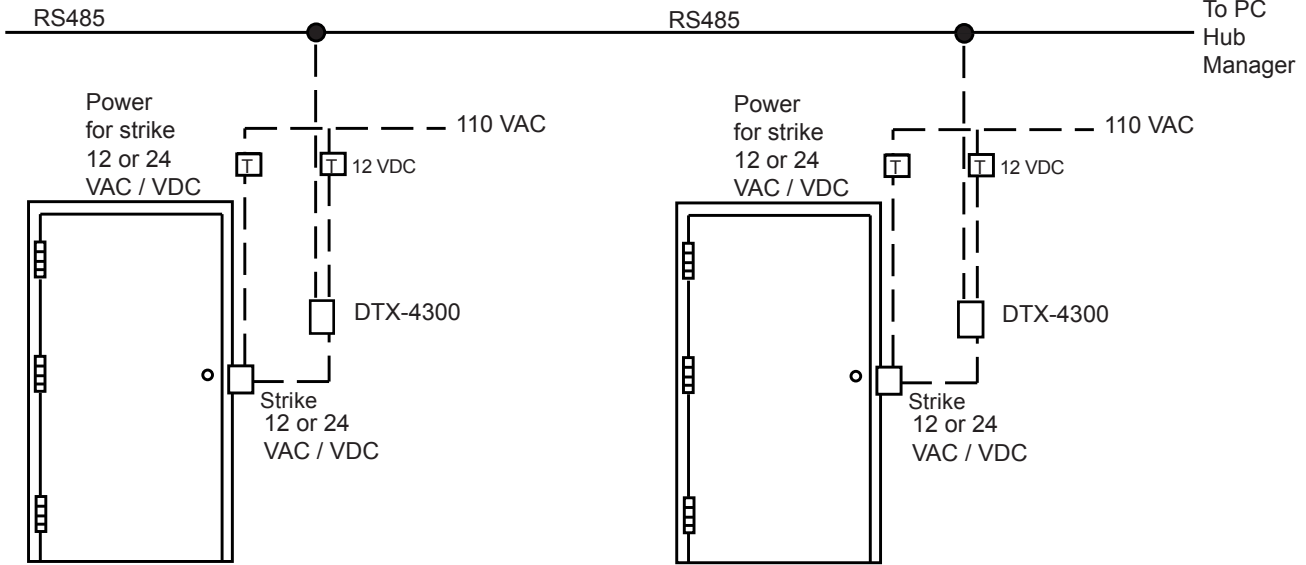 RS485
RS485
To PC
Hub
Manager
Power
for strike
12 or 24
VAC / VDC
110 VAC
T
T
12 VDC
DTX-4300
Strike
12 or 24
VAC / VDC
Power
for strike
12 or 24
VAC / VDC
110 VAC
T
T
12 VDC
DTX-4300
Strike
12 or 24
VAC / VDC